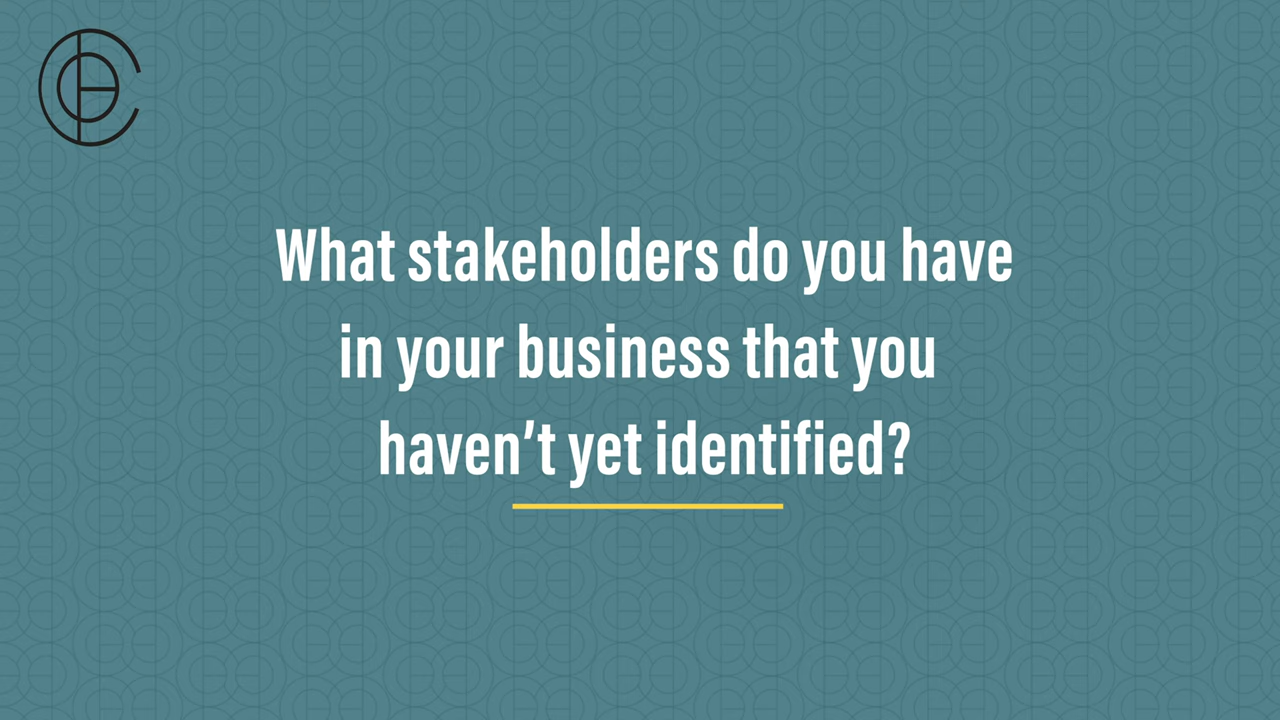 What stakeholders do you have
in your business that you
haven’t yet identified?